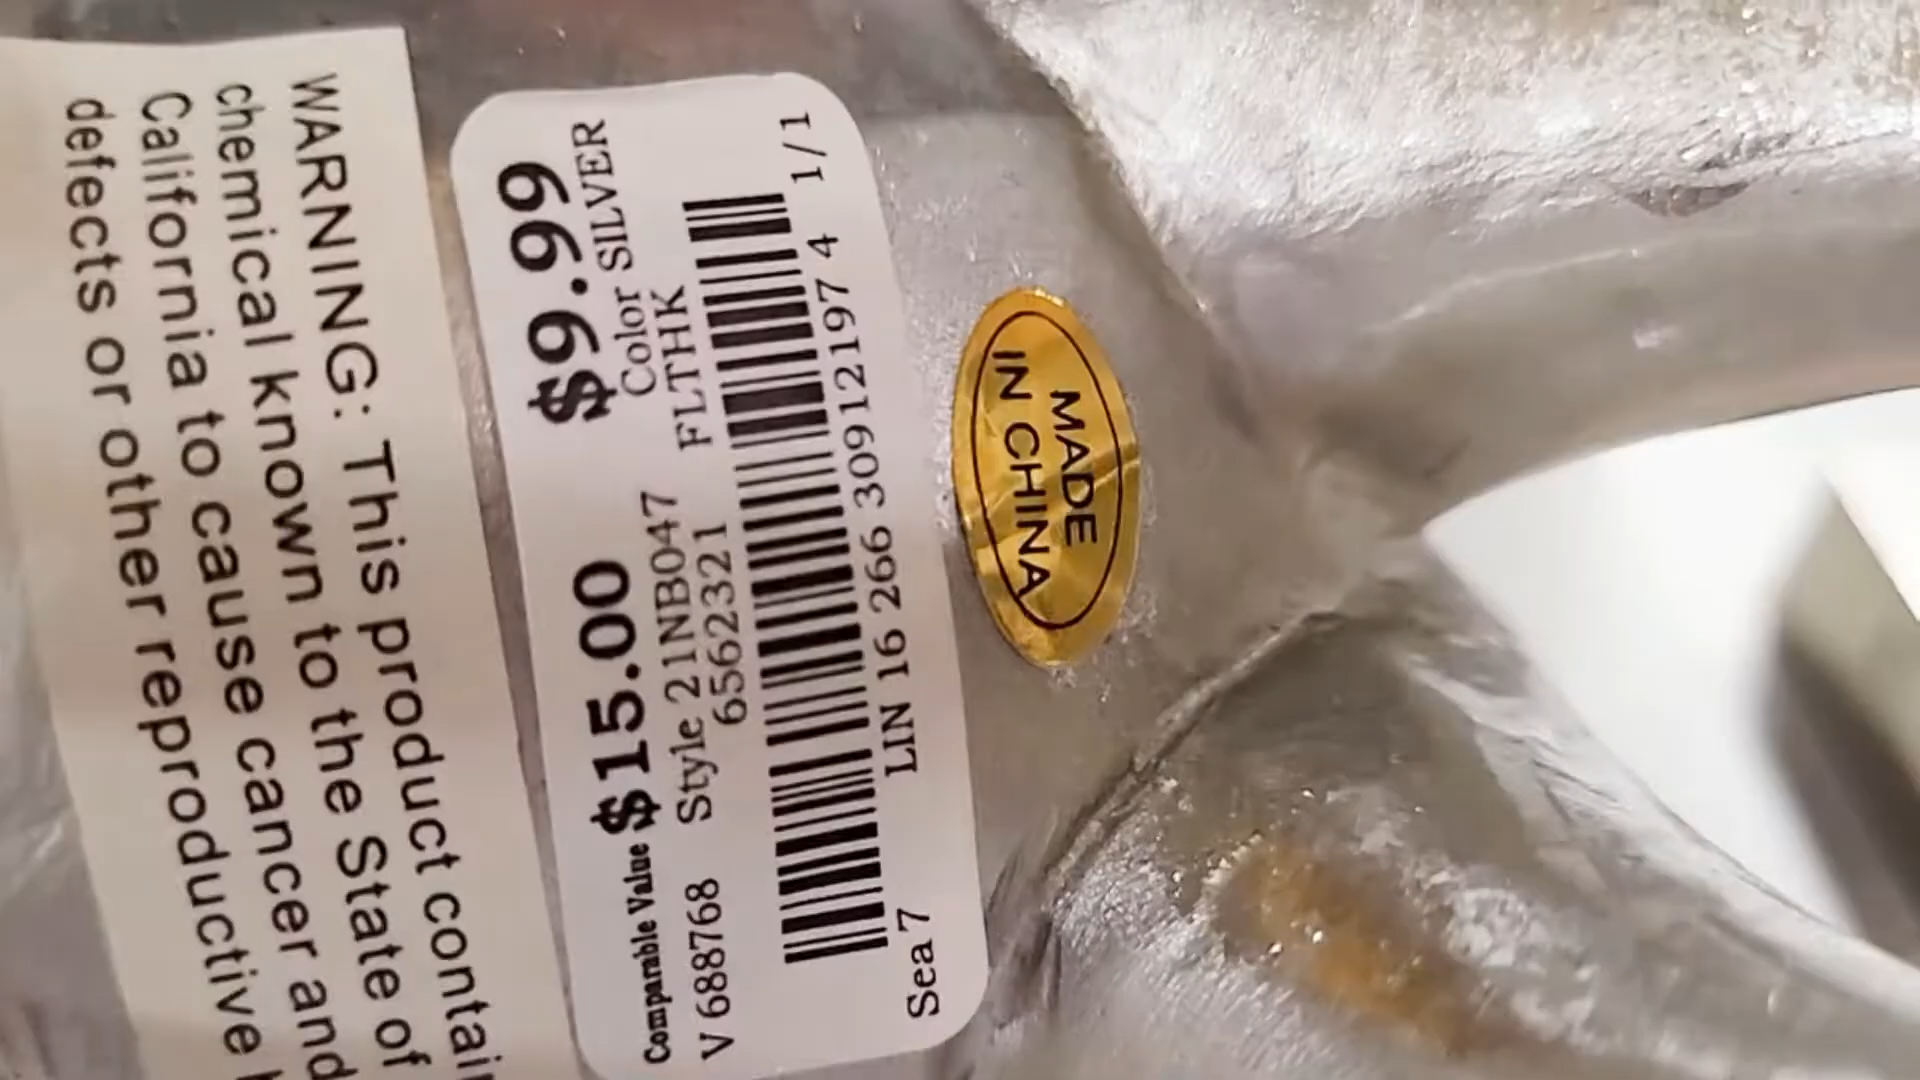 WARNING: This product contai
chemical known to the State of
California to cause cancer and
defects or other reproductive
Comparable Value $15.00 $9.99
V 688768 Style 21NB047 Color SILVER
6562321 FLTHK
LIN 16 266 30912197 4 1/1
Sea 7
MADE
IN CHINA